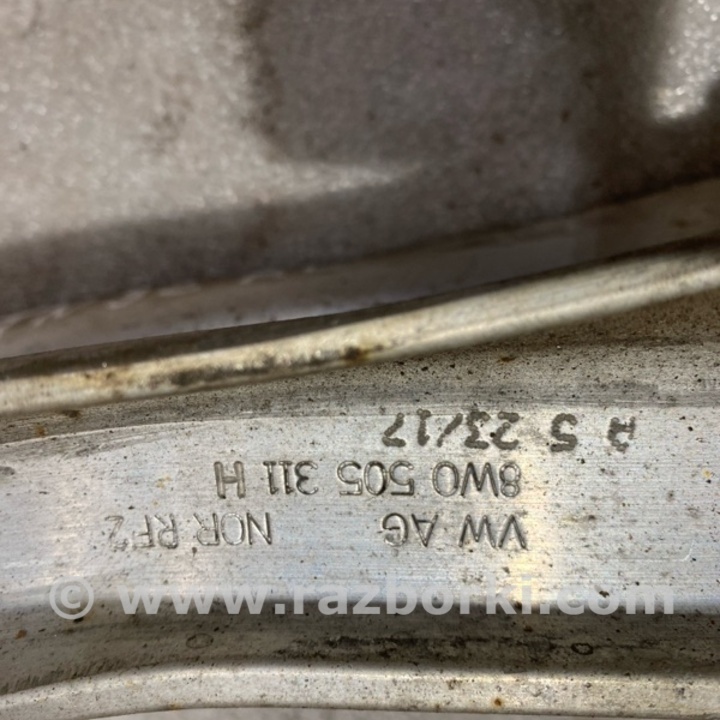 VW AG NOR RF2
8W0 505 311 H
R 5 23/17
© www.razborki.com